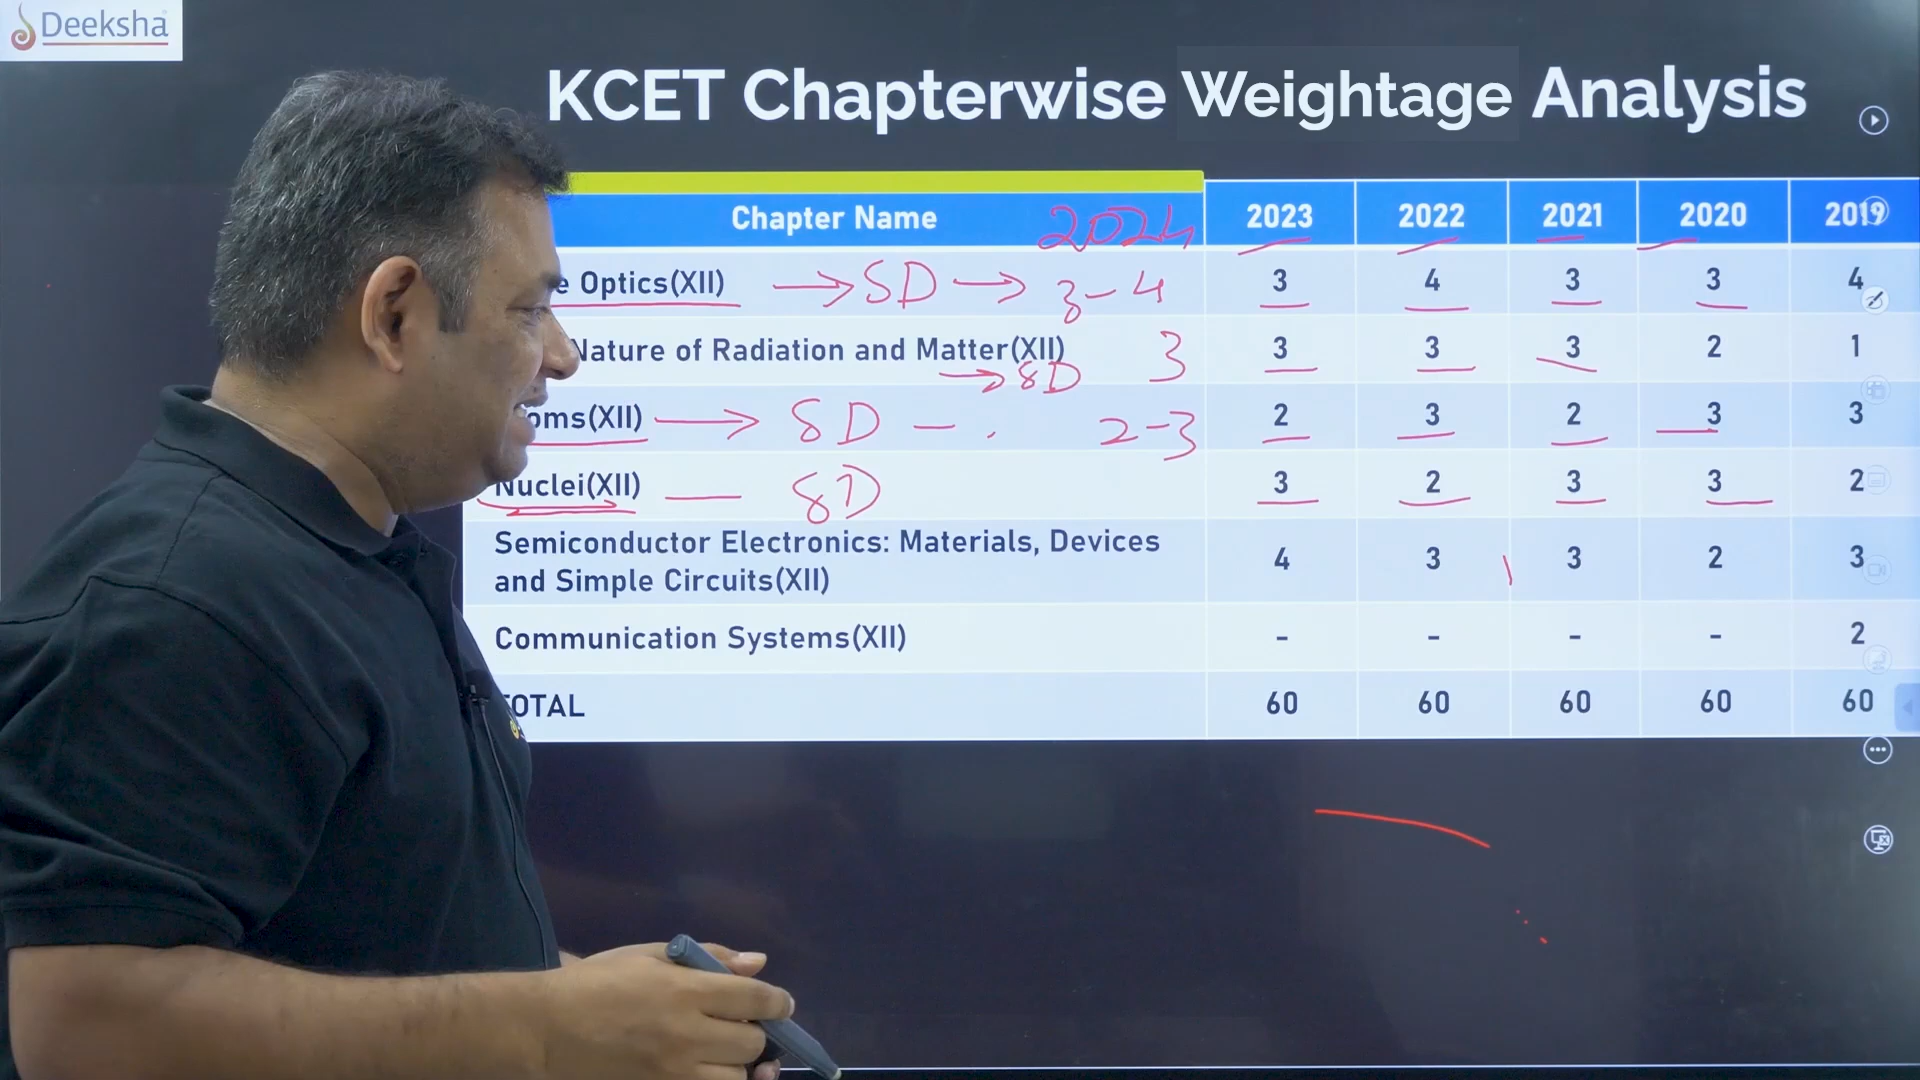 Deeksha
KCET Chapterwise Weightage Analysis
Chapter Name 2024 2023 2022 2021 2020 2019
Optics(XII) → SD → 3-4 3 4 3 3 4
Nature of Radiation and Matter(XII) → SD 3 3 3 3 2 1
(XII) → SD - 2-3 2 3 2 3 3
Nuclei(XII) — SD 3 2 3 3 2
Semiconductor Electronics: Materials, Devices
and Simple Circuits(XII) 4 3 3 2 3
Communication Systems(XII) - - - - 2
TOTAL 60 60 60 60 60